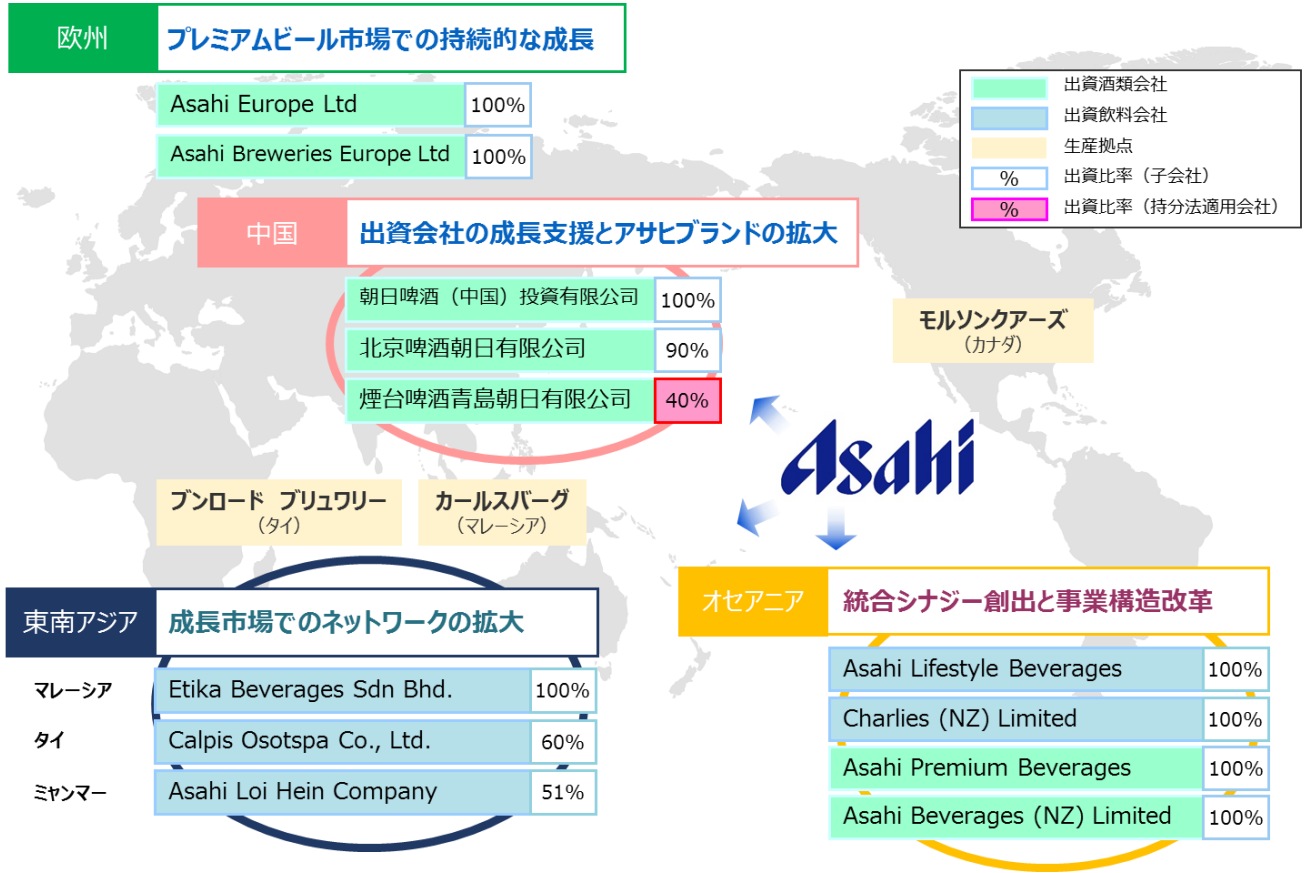 欧州 プレミアムビール市場での持続的な成長
Asahi Europe Ltd 100%
Asahi Breweries Europe Ltd 100%
出資酒類会社
出資飲料会社
生産拠点
% 出資比率（子会社）
% 出資比率（持分法適用会社）
中国 出資会社の成長支援とアサヒブランドの拡大
朝日啤酒（中国）投資有限公司 100%
北京啤酒朝日有限公司 90%
煙台啤酒青島朝日有限公司 40%
モルソンクアーズ
（カナダ）
Asahi
ブンロード ブリュワリー
（タイ）
カールスバーグ
（マレーシア）
東南アジア 成長市場でのネットワークの拡大
マレーシア Etika Beverages Sdn Bhd. 100%
タイ Calpis Osotspa Co., Ltd. 60%
ミャンマー Asahi Loi Hein Company 51%
オセアニア 統合シナジー創出と事業構造改革
Asahi Lifestyle Beverages 100%
Charlies (NZ) Limited 100%
Asahi Premium Beverages 100%
Asahi Beverages (NZ) Limited 100%